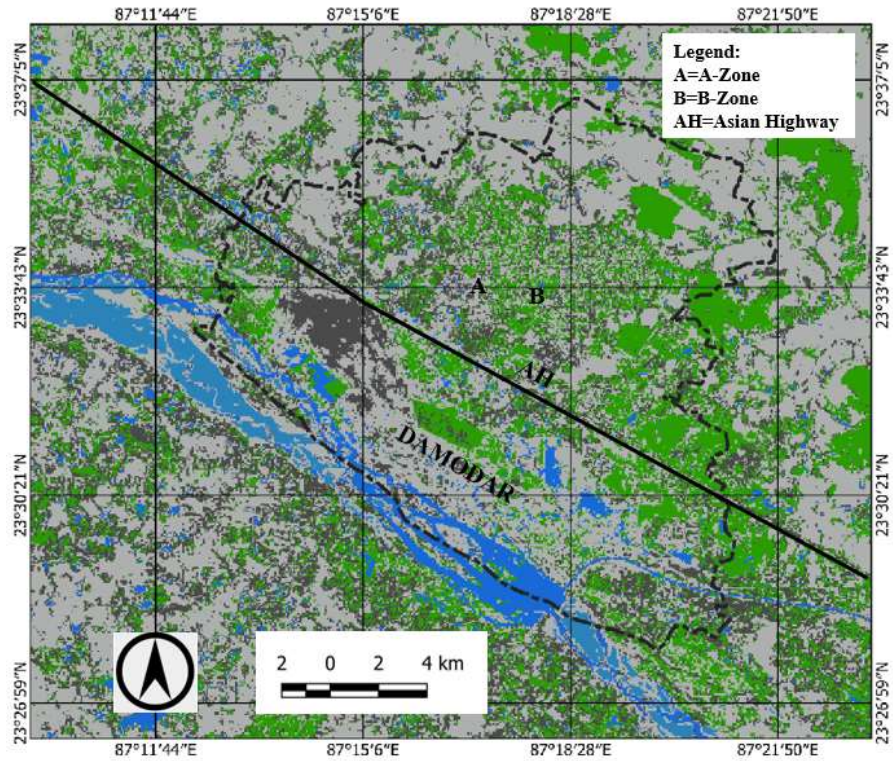 87°11′44″E 87°15′6″E 87°18′28″E 87°21′50″E
23°37′5″N 23°37′5″N
Legend:
A=A-Zone
B=B-Zone
AH=Asian Highway
23°33′43″N 23°33′43″N
A B
AH
DAMODAR
23°30′21″N 23°30′21″N
2 0 2 4 km
23°26′59″N 23°26′59″N
87°11′44″E 87°15′6″E 87°18′28″E 87°21′50″E